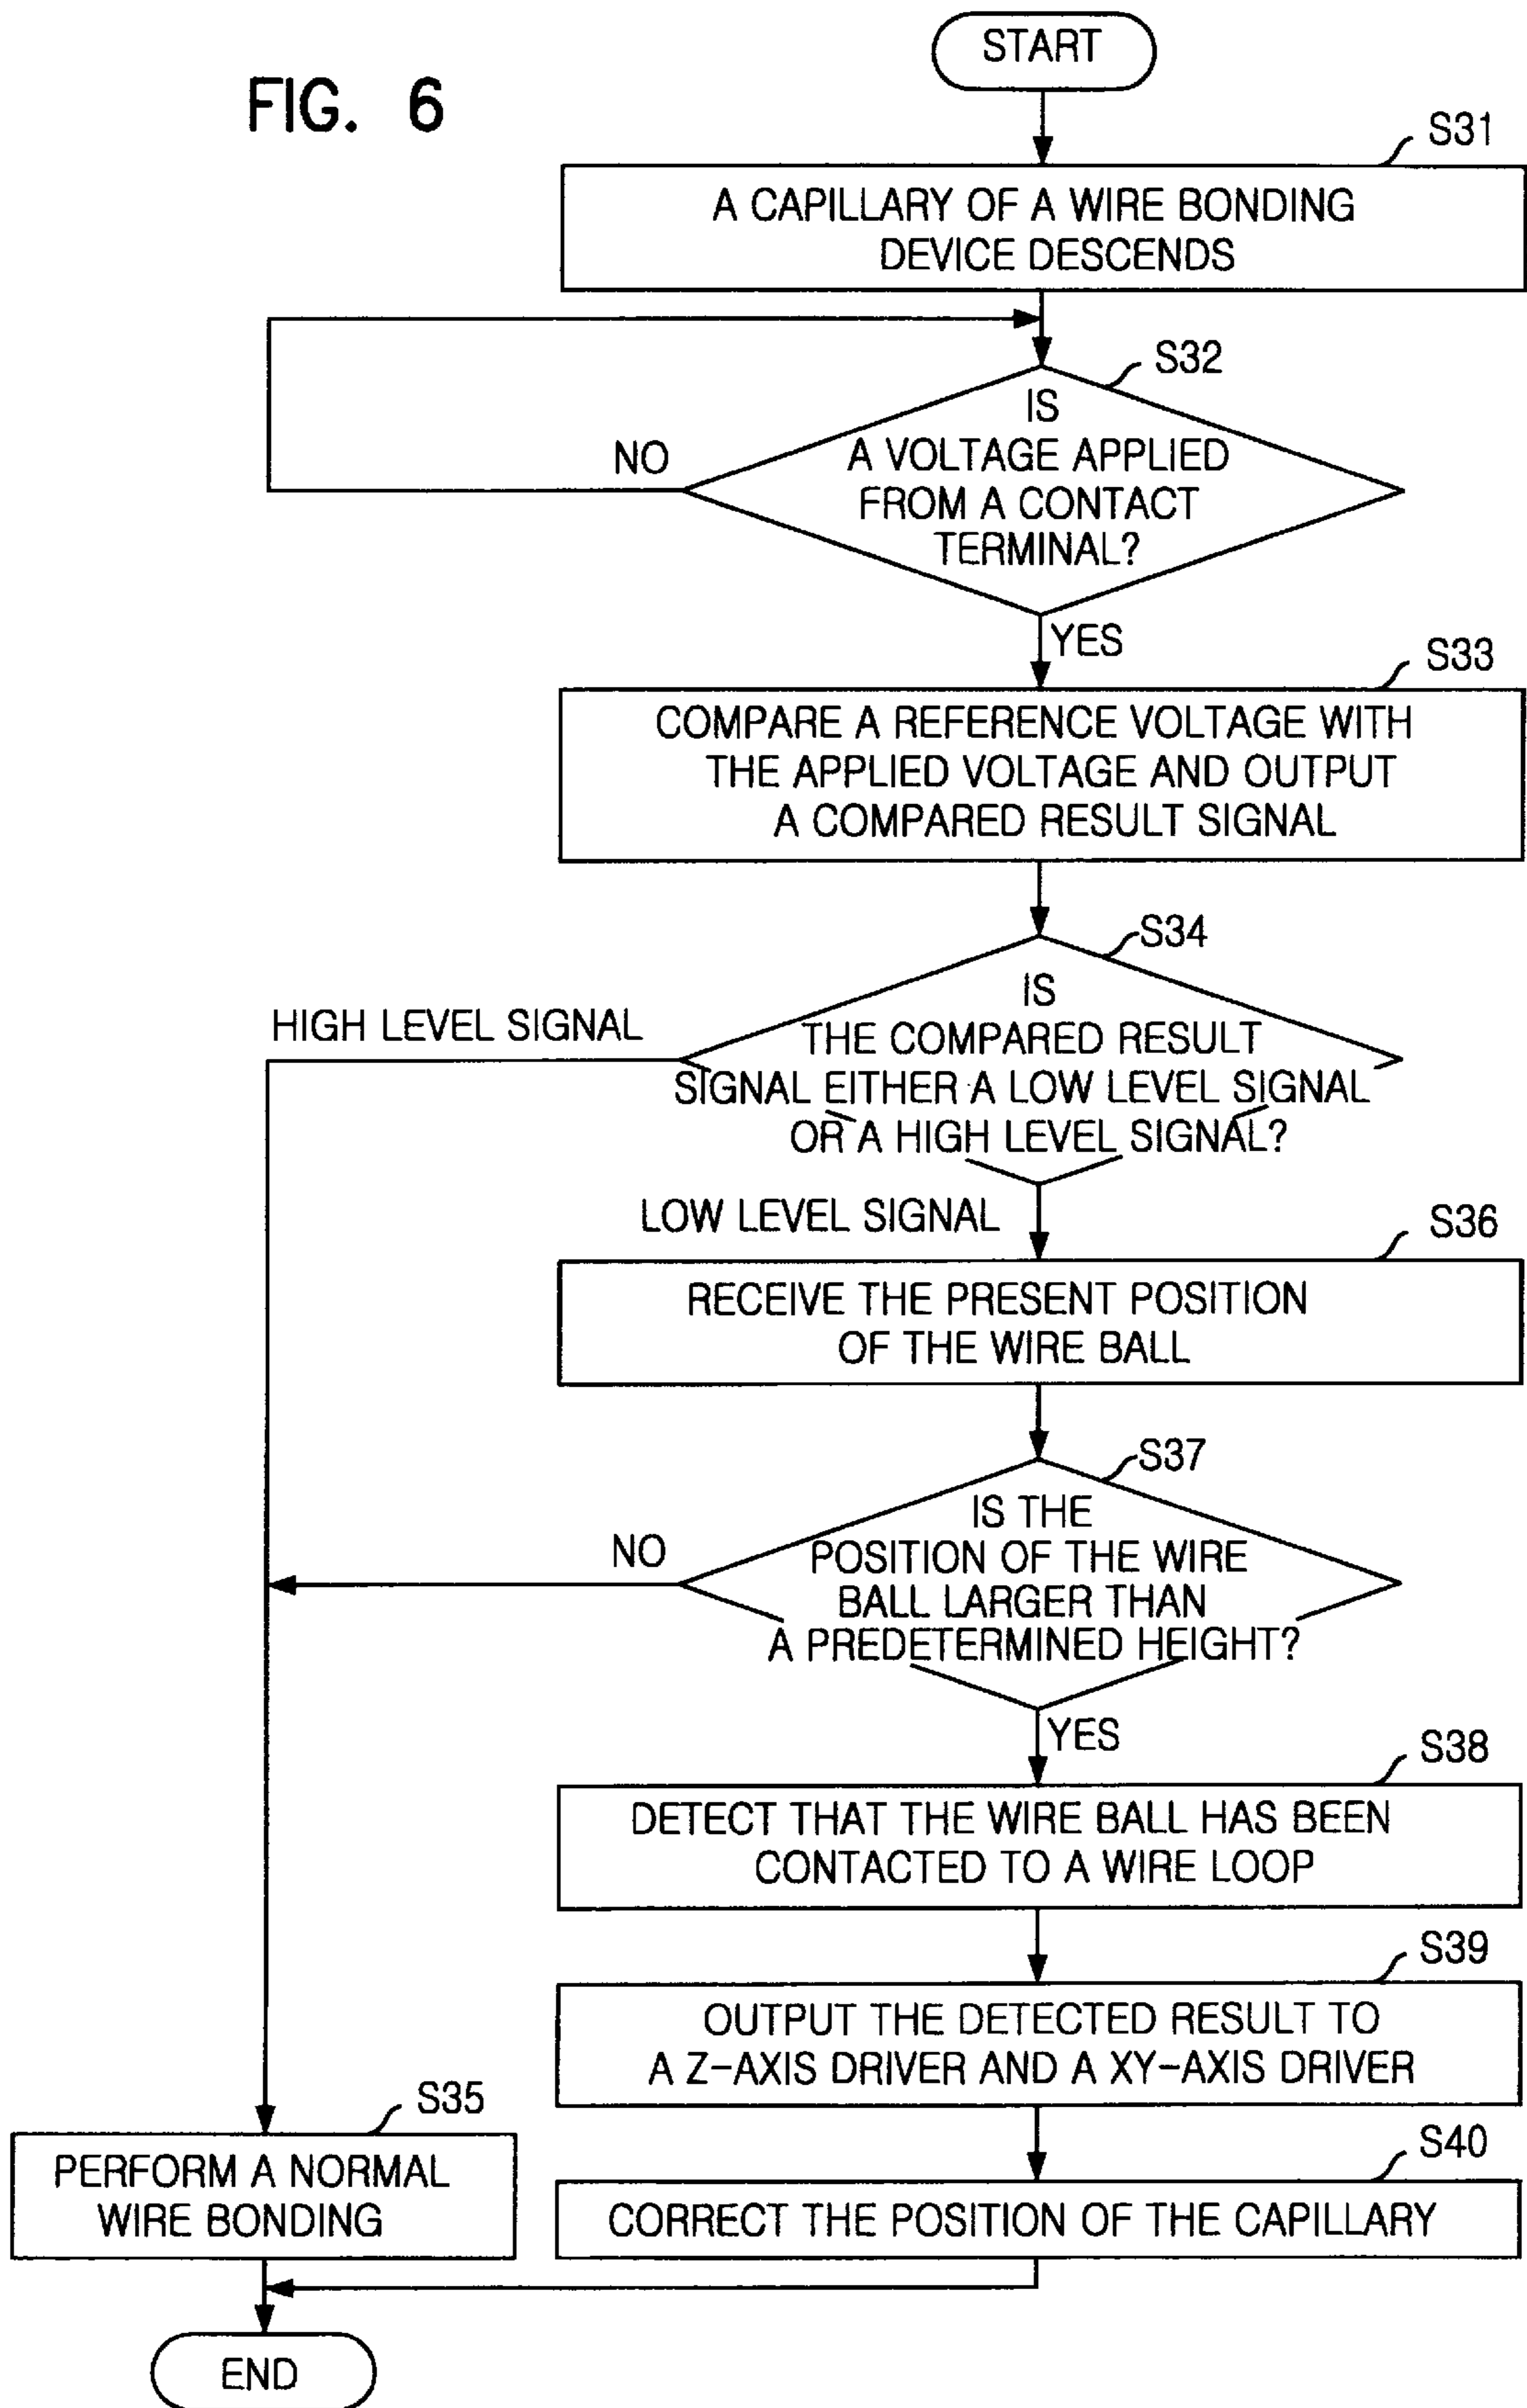 START
FIG. 6
S31
A CAPILLARY OF A WIRE BONDING
DEVICE DESCENDS
S32
IS
A VOLTAGE APPLIED
FROM A CONTACT
TERMINAL?
NO
YES
S33
COMPARE A REFERENCE VOLTAGE WITH
THE APPLIED VOLTAGE AND OUTPUT
A COMPARED RESULT SIGNAL
S34
IS
THE COMPARED RESULT
SIGNAL EITHER A LOW LEVEL SIGNAL
OR A HIGH LEVEL SIGNAL?
HIGH LEVEL SIGNAL
LOW LEVEL SIGNAL
S36
RECEIVE THE PRESENT POSITION
OF THE WIRE BALL
S37
IS THE
POSITION OF THE WIRE
BALL LARGER THAN
A PREDETERMINED HEIGHT?
NO
YES
S38
DETECT THAT THE WIRE BALL HAS BEEN
CONTACTED TO A WIRE LOOP
S39
OUTPUT THE DETECTED RESULT TO
A Z-AXIS DRIVER AND A XY-AXIS DRIVER
S35
PERFORM A NORMAL
WIRE BONDING
S40
CORRECT THE POSITION OF THE CAPILLARY
END